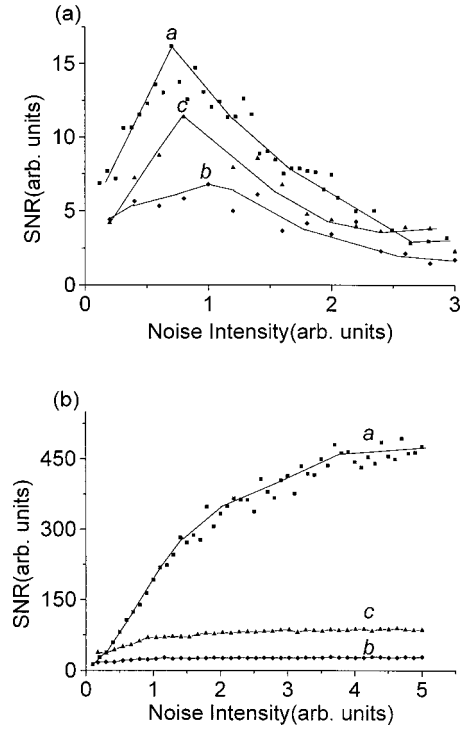 (a)
a
c
b
SNR(arb. units)
15
10
5
0
0 1 2 3
Noise Intensity(arb. units)
(b)
a
c
b
SNR(arb. units)
450
300
150
0
0 1 2 3 4 5
Noise Intensity(arb. units)